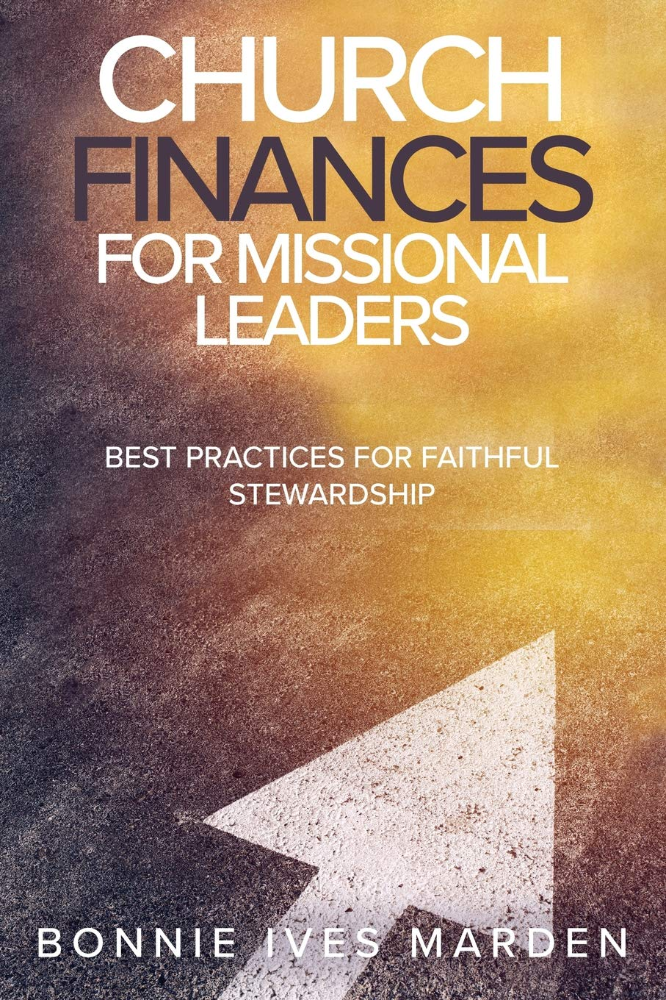 CHURCH
FINANCES
FOR MISSIONAL
LEADERS
BEST PRACTICES FOR FAITHFUL
STEWARDSHIP
BONNIE IVES MARDEN